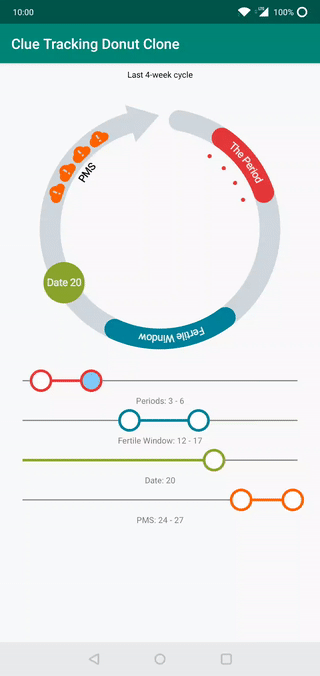 10:00
LTE
100%
Clue Tracking Donut Clone
Last 4-week cycle
The Period
PMS
Date 20
Fertile Window
Periods: 3 - 6
Fertile Window: 12 - 17
Date: 20
PMS: 24 - 27